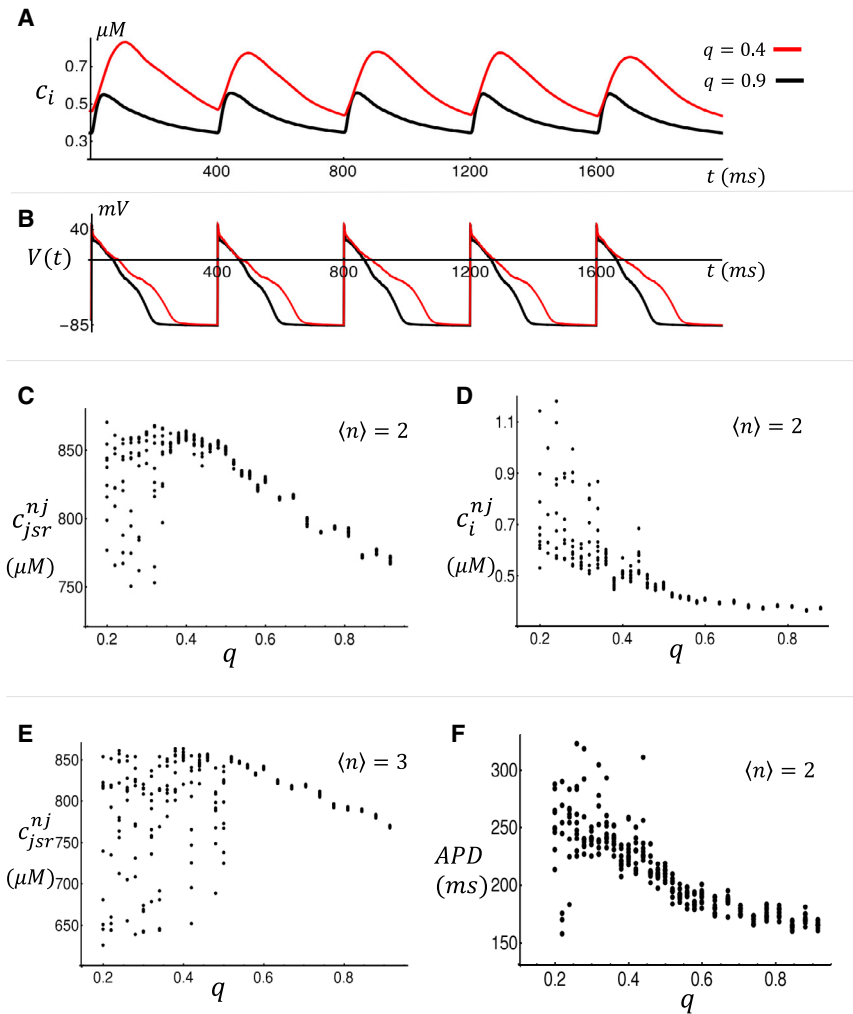 A
μM
0.7
0.5
0.3
c_i
q = 0.4
q = 0.9
400
800
1200
1600
t (ms)
B
mV
40
V(t)
400
800
1200
1600
t (ms)
−85
C
⟨n⟩ = 2
850
800
750
c_{jsr}^{nj}
(μM)
0.2
0.4
0.6
0.8
q
D
⟨n⟩ = 2
1.1
0.9
0.7
0.5
c_i^{nj}
(μM)
0.2
0.4
0.6
0.8
q
E
⟨n⟩ = 3
850
800
750
700
650
c_{jsr}^{nj}
(μM)
0.2
0.4
0.6
0.8
q
F
⟨n⟩ = 2
300
250
200
150
APD
(ms)
0.2
0.4
0.6
0.8
q